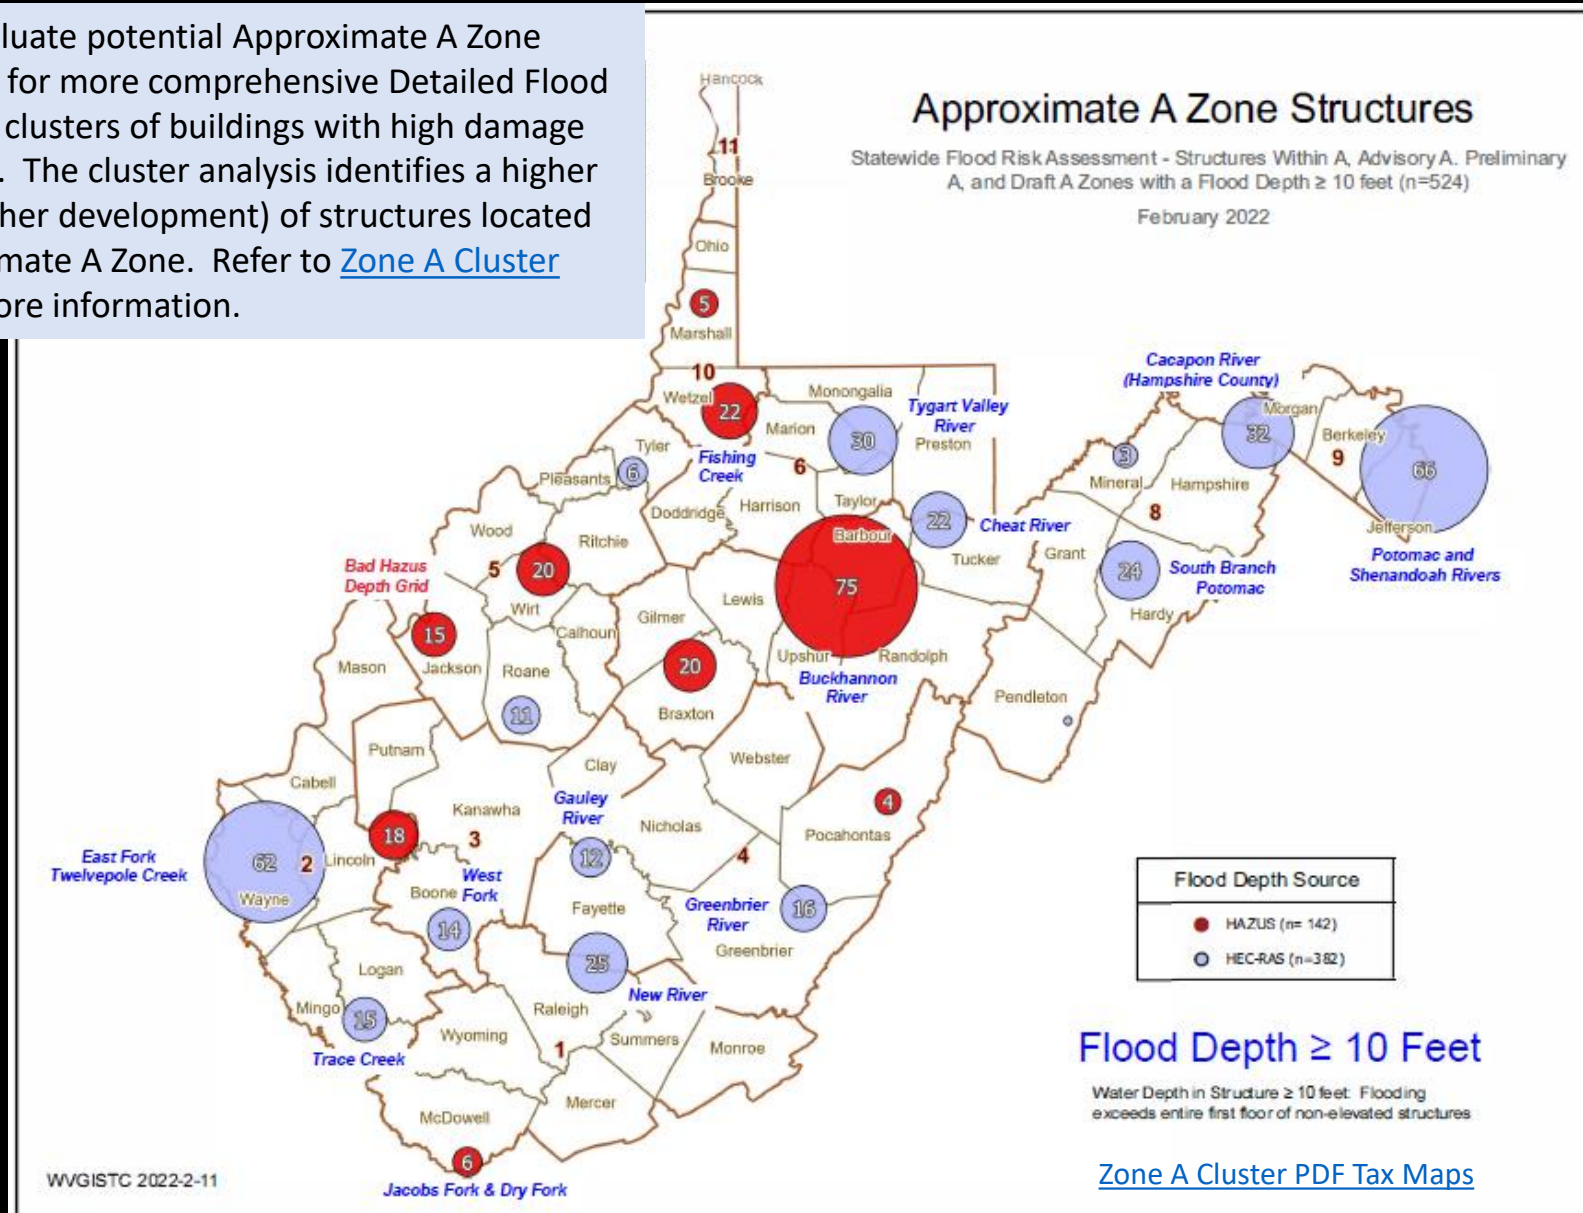 luate potential Approximate A Zone
for more comprehensive Detailed Flood
clusters of buildings with high damage
. The cluster analysis identifies a higher
her development) of structures located
mate A Zone. Refer to Zone A Cluster
ore information.
Approximate A Zone Structures
Statewide Flood Risk Assessment - Structures Within A, Advisory A. Preliminary
A, and Draft A Zones with a Flood Depth ≥ 10 feet (n=524)
February 2022
Hancock
11
Brooke
Ohio
5
Marshall
10
Wetzel
22
Fishing
Creek
Monongalia
Marion
30
Tygart Valley
River
Preston
Cacapon River
(Hampshire County)
Morgan
32
Berkeley
9
66
Jefferson
Potomac and
Shenandoah Rivers
3
Mineral
Hampshire
8
Tyler
6
Pleasants
6
Doddridge
Harrison
Taylor
Barbour
75
22
Cheat River
Tucker
Grant
24
South Branch
Potomac
Hardy
Wood
Ritchie
5
20
Wirt
Bad Hazus
Depth Grid
15
Jackson
Mason
Roane
11
Calhoun
Gilmer
Lewis
20
Braxton
Upshur
Randolph
Buckhannon
River
Pendleton
Putnam
Cabell
Clay
Webster
Kanawha
3
Gauley
River
12
Nicholas
4
4
Pocahontas
18
Lincoln
2
62
Wayne
East Fork
Twelvepole Creek
Boone
West
Fork
14
Fayette
25
New River
Greenbrier
River
16
Greenbrier
Logan
Mingo
15
Trace Creek
Wyoming
Raleigh
1
Summers
Monroe
McDowell
Mercer
6
Jacobs Fork & Dry Fork
Flood Depth Source
HAZUS (n= 142)
HEC-RAS (n=382)
Flood Depth ≥ 10 Feet
Water Depth in Structure ≥ 10 feet: Flooding
exceeds entire first floor of non-elevated structures
Zone A Cluster PDF Tax Maps
WVGISTC 2022-2-11